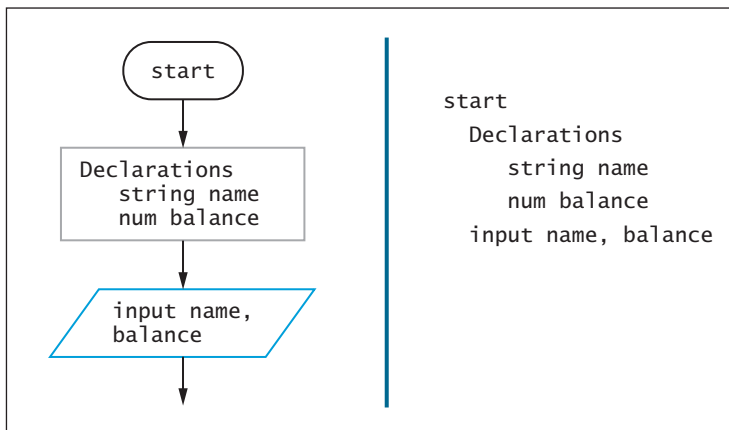 start
Declarations
string name
num balance
input name,
balance
start
Declarations
string name
num balance
input name, balance